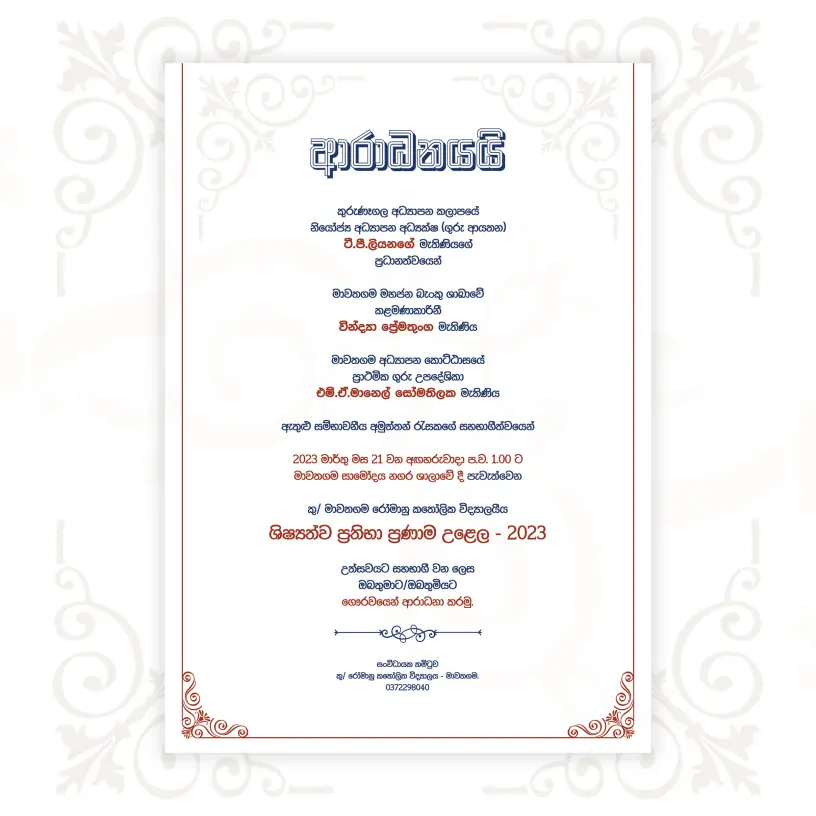 ආරාධනයයි
කුරුණෑගල අධ්‍යාපන කලාපයේ
නියෝජ්‍ය අධ්‍යාපන අධ්‍යක්ෂ (ගුරු ආයතන)
ටී.පී.ලියනගේ මැතිණියගේ
ප්‍රධානත්වයෙන්
මාවතගම මහජන බැංකු ශාඛාවේ
කළමණාකාරිනී
වින්ද්‍යා ප්‍රේමතුංග මැතිණිය
මාවතගම අධ්‍යාපන කොට්ඨාසයේ
ප්‍රාථමික ගුරු උපදේශිකා
එම්.ඒ.මානෙල් සෝමතිලක මැතිණිය
ඇතුළු සම්භාවනීය අමුත්තන් රැසකගේ සහභාගීත්වයෙන්
2023 මාර්තු මස 21 වන අඟහරුවාදා ප.ව. 1.00 ට
මාවතගම සාමෝදය නගර ශාලාවේ දී පැවැත්වෙන
කු/ මාවතගම රෝමානු කතෝලික විද්‍යාලයීය
ශිෂ්‍යත්ව ප්‍රතිභා ප්‍රණාම උළෙල - 2023
උත්සවයට සහභාගී වන ලෙස
ඔබතුමාට/ඔබතුමියට
ගෞරවයෙන් ආරාධනා කරමු.
සංවිධායක කමිටුව
කු/ රෝමානු කතෝලික විද්‍යාලය - මාවතගම.
0372298040